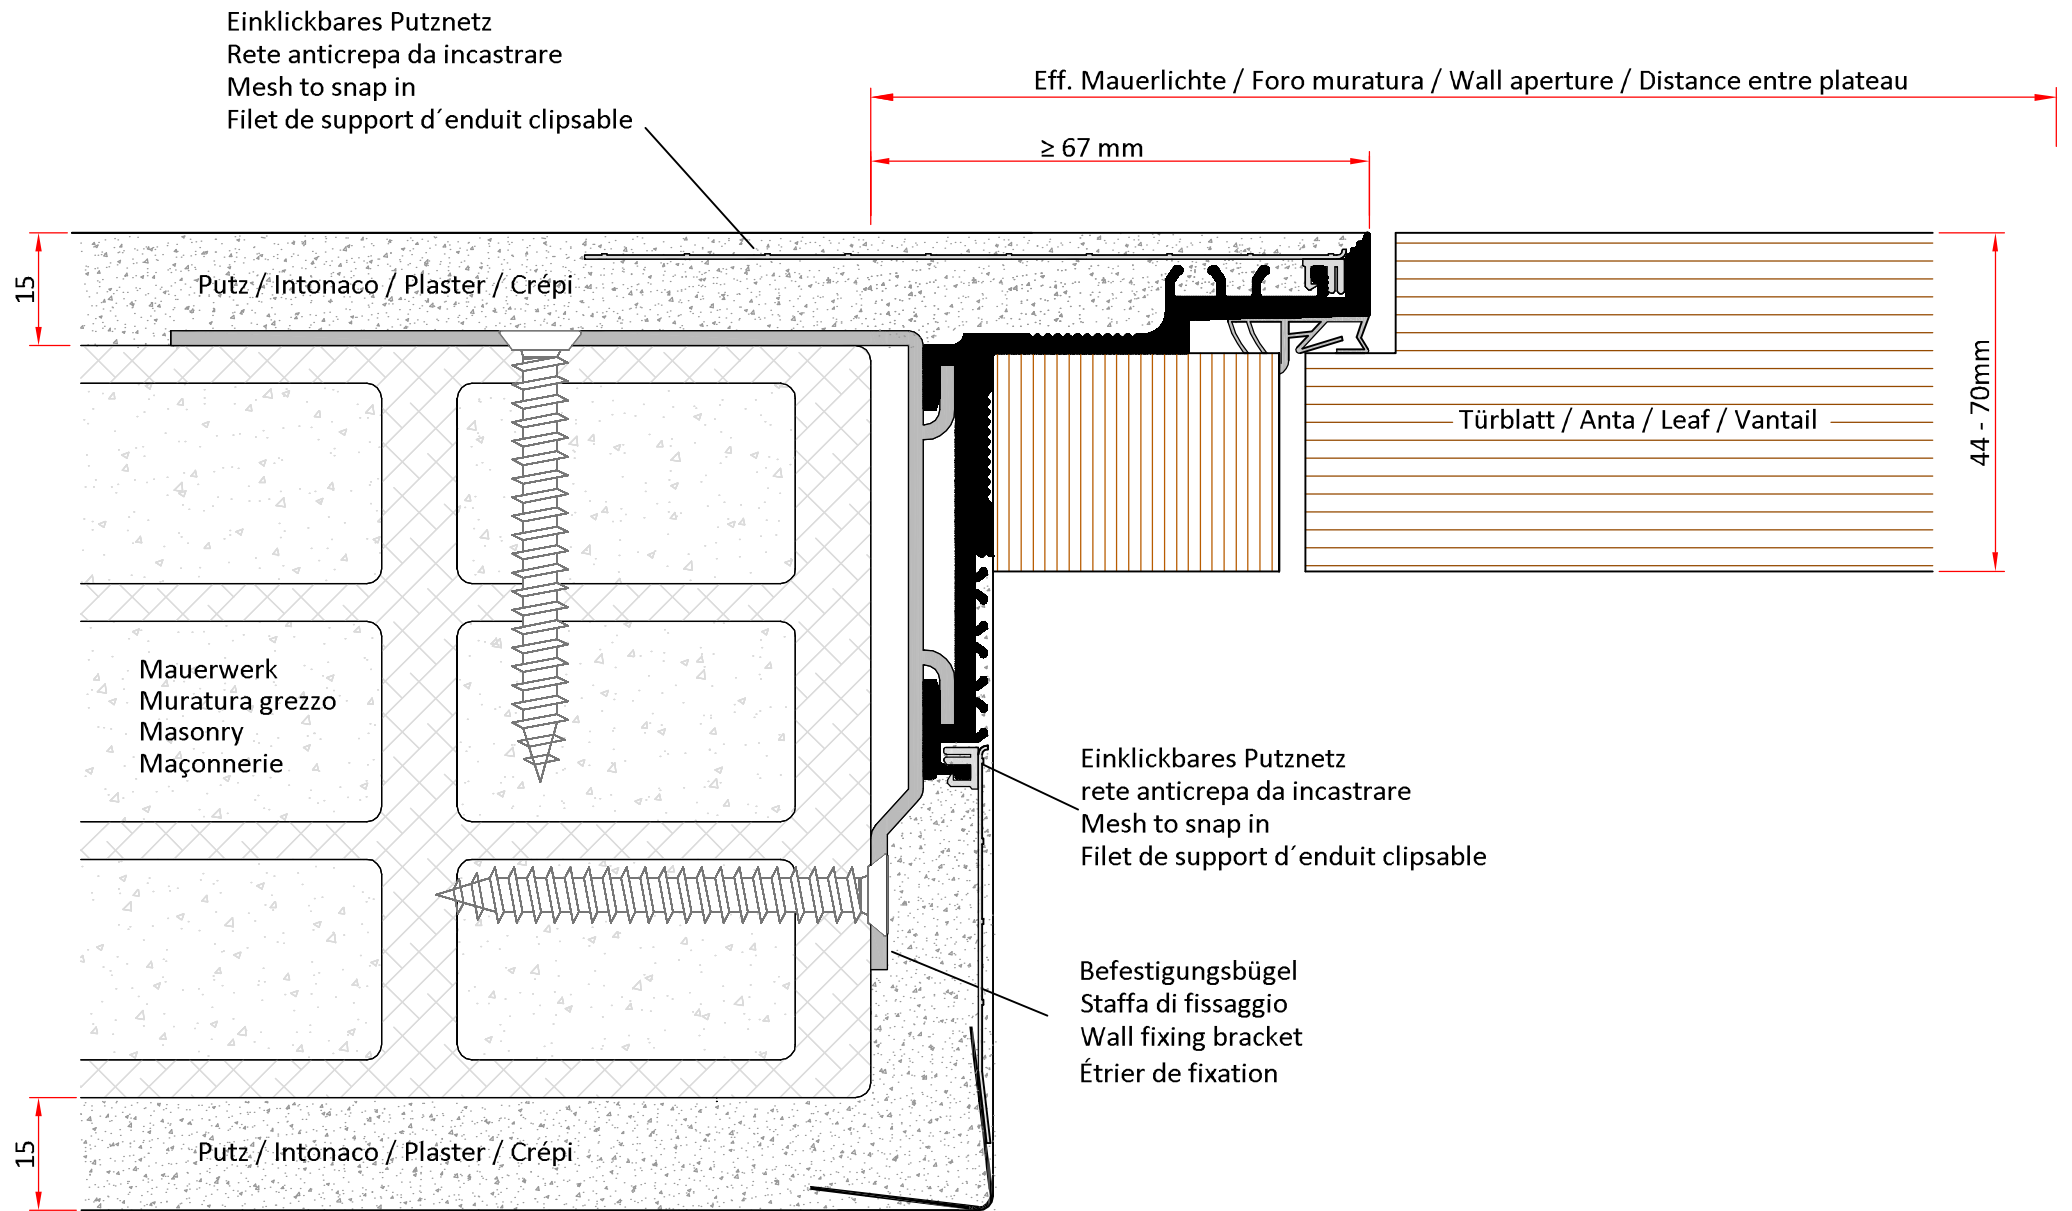 Einklickbares Putznetz
Rete anticrepa da incastrare
Mesh to snap in
Filet de support d´enduit clipsable
Eff. Mauerlichte / Foro muratura / Wall aperture / Distance entre plateau
≥ 67 mm
15
Putz / Intonaco / Plaster / Crépi
44 - 70mm
Türblatt / Anta / Leaf / Vantail
Mauerwerk
Muratura grezzo
Masonry
Maçonnerie
Einklickbares Putznetz
rete anticrepa da incastrare
Mesh to snap in
Filet de support d´enduit clipsable
Befestigungsbügel
Staffa di fissaggio
Wall fixing bracket
Étrier de fixation
15
Putz / Intonaco / Plaster / Crépi